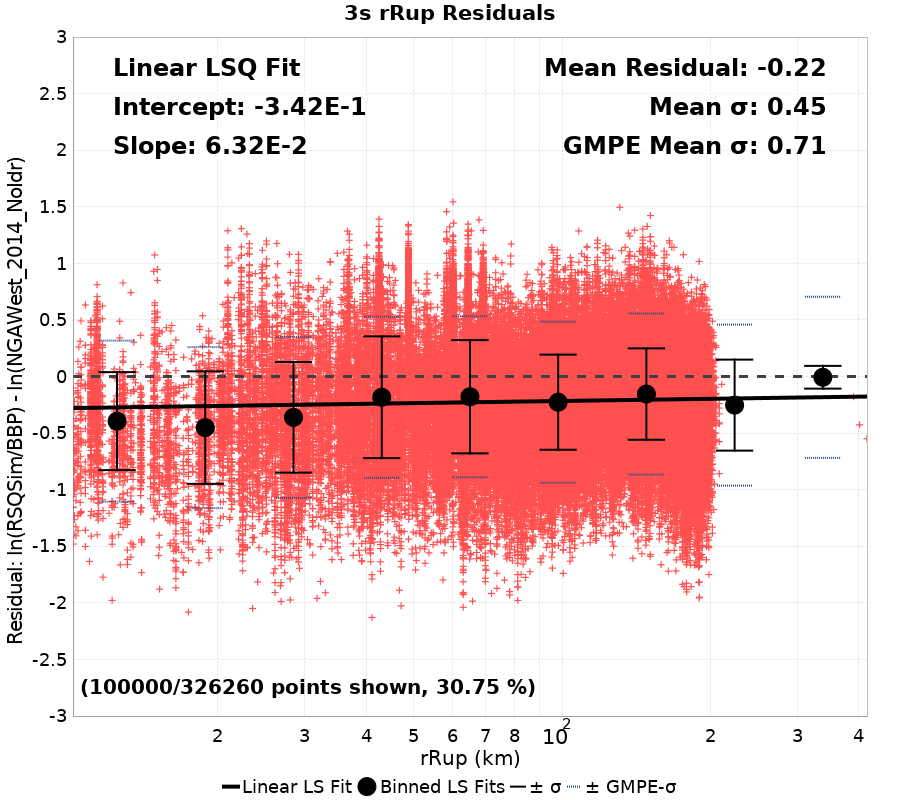 3s rRup Residuals
Linear LSQ Fit
Intercept: -3.42E-1
Slope: 6.32E-2
Mean Residual: -0.22
Mean σ: 0.45
GMPE Mean σ: 0.71
Residual: ln(RSQSim/BBP) - ln(NGAWest_2014_NoIdr)
3
2.5
2
1.5
1
0.5
0
-0.5
-1
-1.5
-2
-2.5
-3
(100000/326260 points shown, 30.75 %)
2 3 4 5 6 7 8 10² 2 3 4
rRup (km)
Linear LS Fit Binned LS Fits ± σ ± GMPE-σ